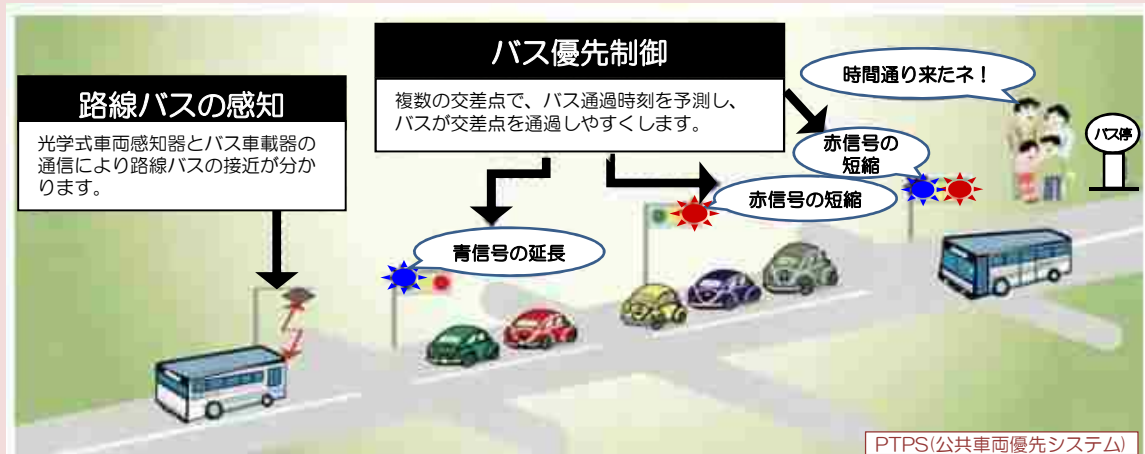 路線バスの感知
光学式車両感知器とバス車載器の
通信により路線バスの接近が分か
ります。
バス優先制御
複数の交差点で、バス通過時刻を予測し、
バスが交差点を通過しやすくします。
時間通り来たネ！
バス停
赤信号の
短縮
赤信号の短縮
青信号の延長
PTPS(公共車両優先システム)